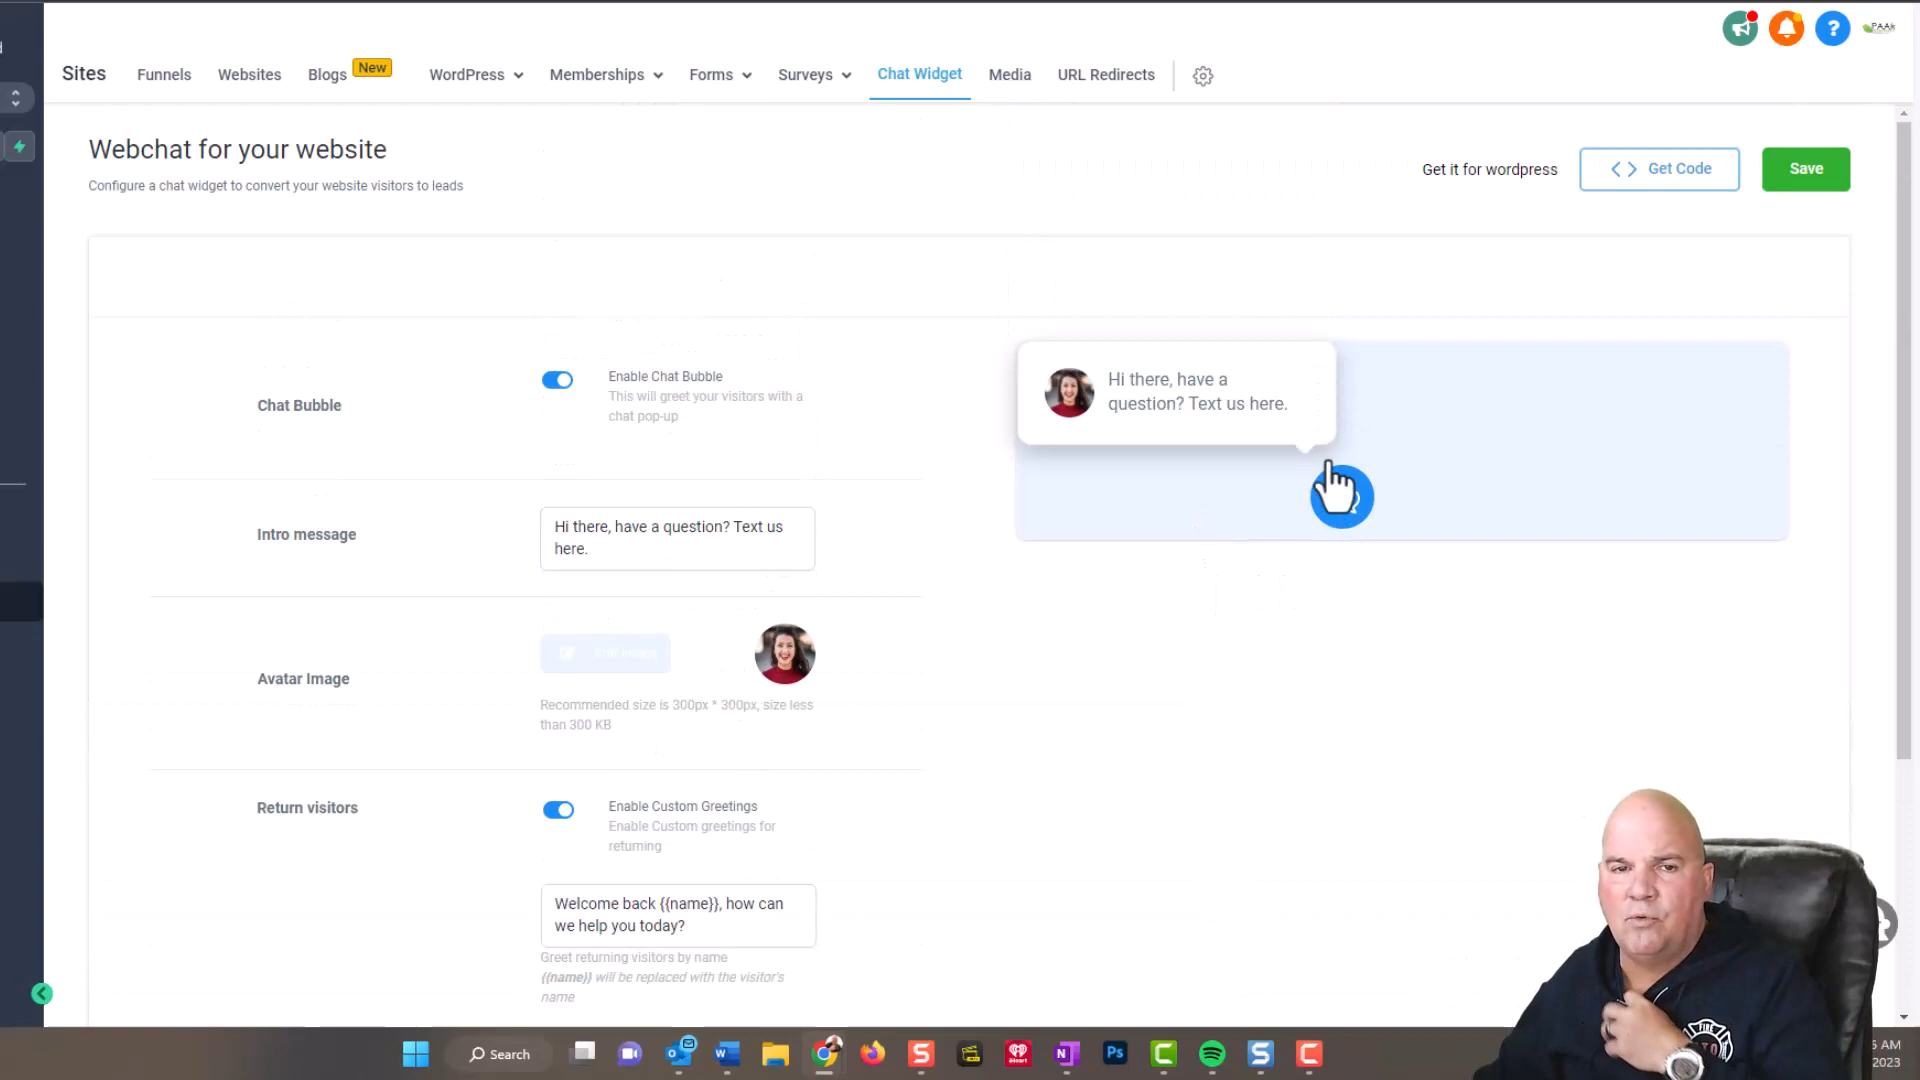 PAAk
Sites
Funnels
Websites
Blogs
New
WordPress
Memberships
Forms
Surveys
Chat Widget
Media
URL Redirects
Webchat for your website
Configure a chat widget to convert your website visitors to leads
Get it for wordpress
Get Code
Save
Chat Bubble
Enable Chat Bubble
This will greet your visitors with a
chat pop-up
Hi there, have a
question? Text us here.
Intro message
Hi there, have a question? Text us
here.
Avatar Image
Edit Image
Recommended size is 300px * 300px, size less
than 300 KB
Return visitors
Enable Custom Greetings
Enable Custom greetings for
returning
Welcome back {{name}}, how can
we help you today?
Greet returning visitors by name
{{name}} will be replaced with the visitor's
name
FIRE
Search
AM
2023